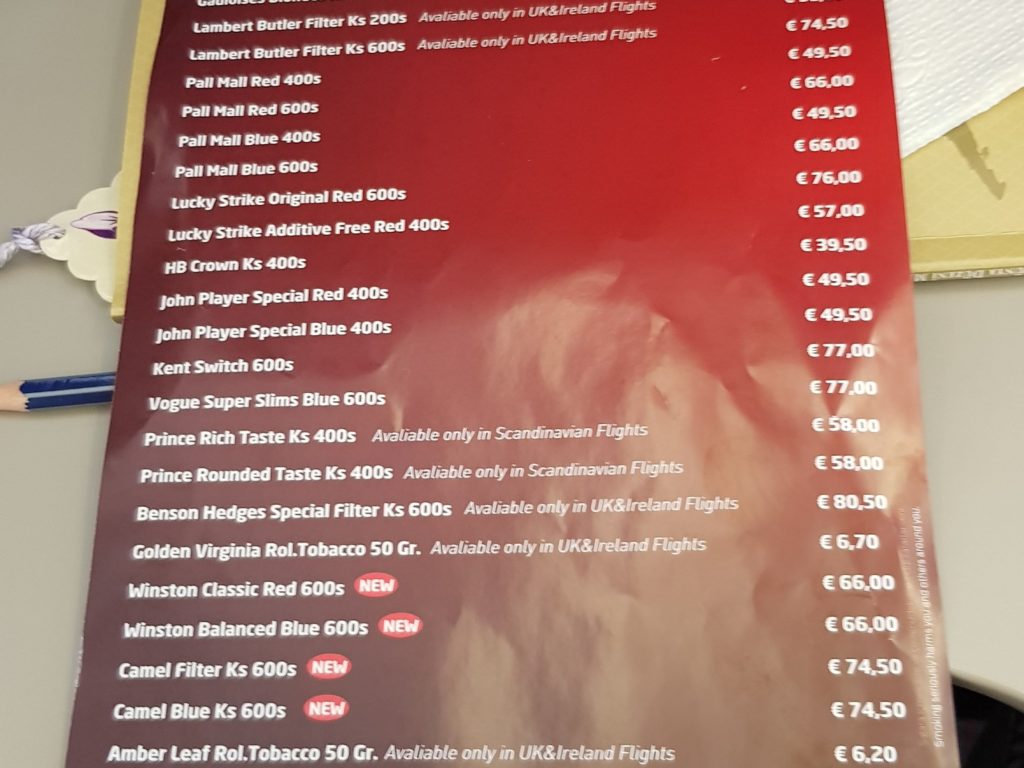 Lambert Butler Filter Ks 200s Avaliable only in UK&Ireland Flights
Lambert Butler Filter Ks 600s Avaliable only in UK&Ireland Flights € 74,50
Pall Mall Red 400s € 49,50
Pall Mall Red 600s € 66,00
Pall Mall Blue 400s € 49,50
Pall Mall Blue 600s € 66,00
Lucky Strike Original Red 600s € 76,00
Lucky Strike Additive Free Red 400s € 57,00
HB Crown Ks 400s € 39,50
John Player Special Red 400s € 49,50
John Player Special Blue 400s € 49,50
Kent Switch 600s € 77,00
Vogue Super Slims Blue 600s € 77,00
Prince Rich Taste Ks 400s Avaliable only in Scandinavian Flights € 58,00
Prince Rounded Taste Ks 400s Avaliable only in Scandinavian Flights € 58,00
Benson Hedges Special Filter Ks 600s Avaliable only in UK&Ireland Flights € 80,50
Golden Virginia Rol.Tobacco 50 Gr. Avaliable only in UK&Ireland Flights € 6,70
Winston Classic Red 600s NEW € 66,00
Winston Balanced Blue 600s NEW € 66,00
Camel Filter Ks 600s NEW € 74,50
Camel Blue Ks 600s NEW € 74,50
Amber Leaf Rol.Tobacco 50 Gr. Avaliable only in UK&Ireland Flights € 6,20
Smoking seriously harms you and others around you.